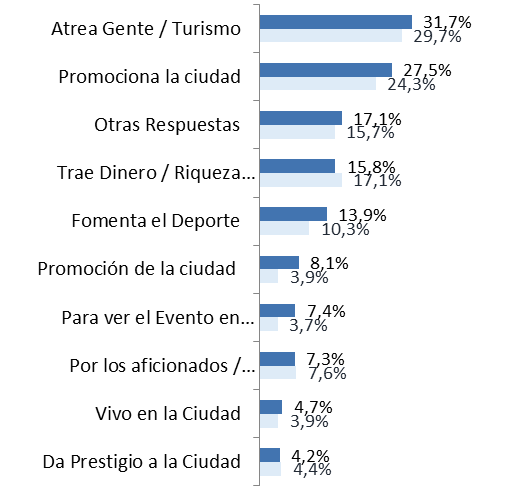 Atrea Gente / Turismo
31,7%
29,7%
Promociona la ciudad
27,5%
24,3%
Otras Respuestas
17,1%
15,7%
Trae Dinero / Riqueza...
15,8%
17,1%
Fomenta el Deporte
13,9%
10,3%
Promoción de la ciudad
8,1%
3,9%
Para ver el Evento en...
7,4%
3,7%
Por los aficionados /...
7,3%
7,6%
Vivo en la Ciudad
4,7%
3,9%
Da Prestigio a la Ciudad
4,2%
4,4%